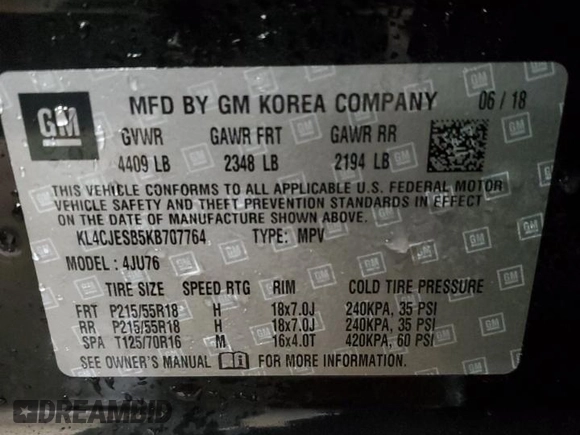 GM
MFD BY GM KOREA COMPANY 06/18
GVWR GAWR FRT GAWR RR
4409 LB 2348 LB 2194 LB
THIS VEHICLE CONFORMS TO ALL APPLICABLE U.S. FEDERAL MOTOR
VEHICLE SAFETY AND THEFT PREVENTION STANDARDS IN EFFECT
ON THE DATE OF MANUFACTURE SHOWN ABOVE.
KL4CJESB5KB707764 TYPE: MPV
MODEL: 4JU76
TIRE SIZE SPEED RTG RIM COLD TIRE PRESSURE
FRT P215/55R18 H 18x7.0J 240KPA, 35 PSI
RR P215/55R18 H 18x7.0J 240KPA, 35 PSI
SPA T125/70R16 M 16x4.0T 420KPA, 60 PSI
SEE OWNER'S MANUAL FOR MORE INFORMATION.
DREAMBID